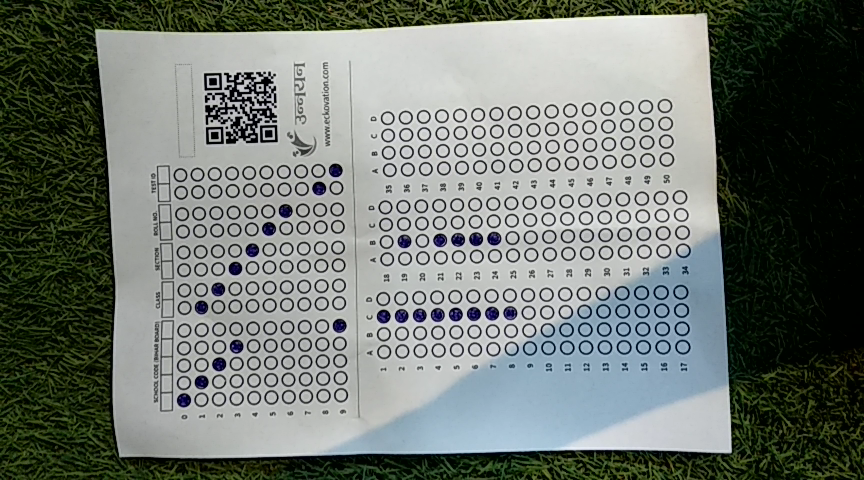 SCHOOL CODE (BIHAR BOARD) CLASS SECTION ROLL NO. TEST ID
0
1
2
3
4
5
6
7
8
9
उन्नयन
www.eckovation.com
A B C D A B C D A B C D
1 18 35
2 19 36
3 20 37
4 21 38
5 22 39
6 23 40
7 24 41
8 25 42
9 26 43
10 27 44
11 28 45
12 29 46
13 30 47
14 31 48
15 32 49
16 33 50
17 34